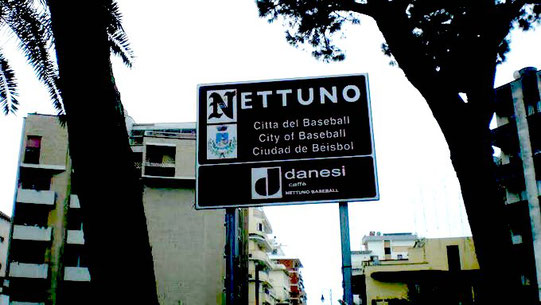 NETTUNO
Citta del Baseball
City of Baseball
Ciudad de Beisbol
danesi
caffè
NETTUNO BASEBALL